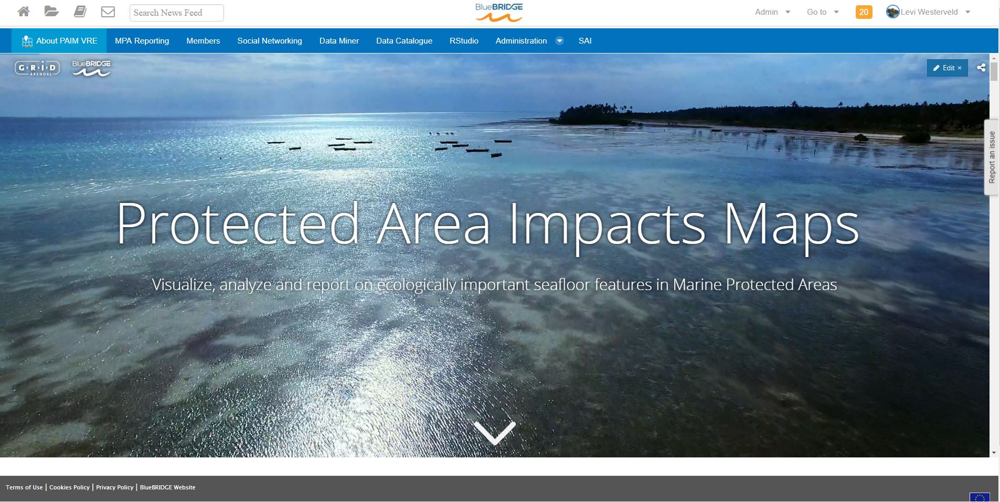 Search News Feed
BlueBRIDGE
Admin
Go to
20
Levi Westerveld
About PAIM VRE
MPA Reporting
Members
Social Networking
Data Miner
Data Catalogue
RStudio
Administration
SAI
G·R·I·D
ARENDAL
BlueBRIDGE
Edit ×
Report an issue
Protected Area Impacts Maps
Visualize, analyze and report on ecologically important seafloor features in Marine Protected Areas
Terms of Use | Cookies Policy | Privacy Policy | BlueBRIDGE Website